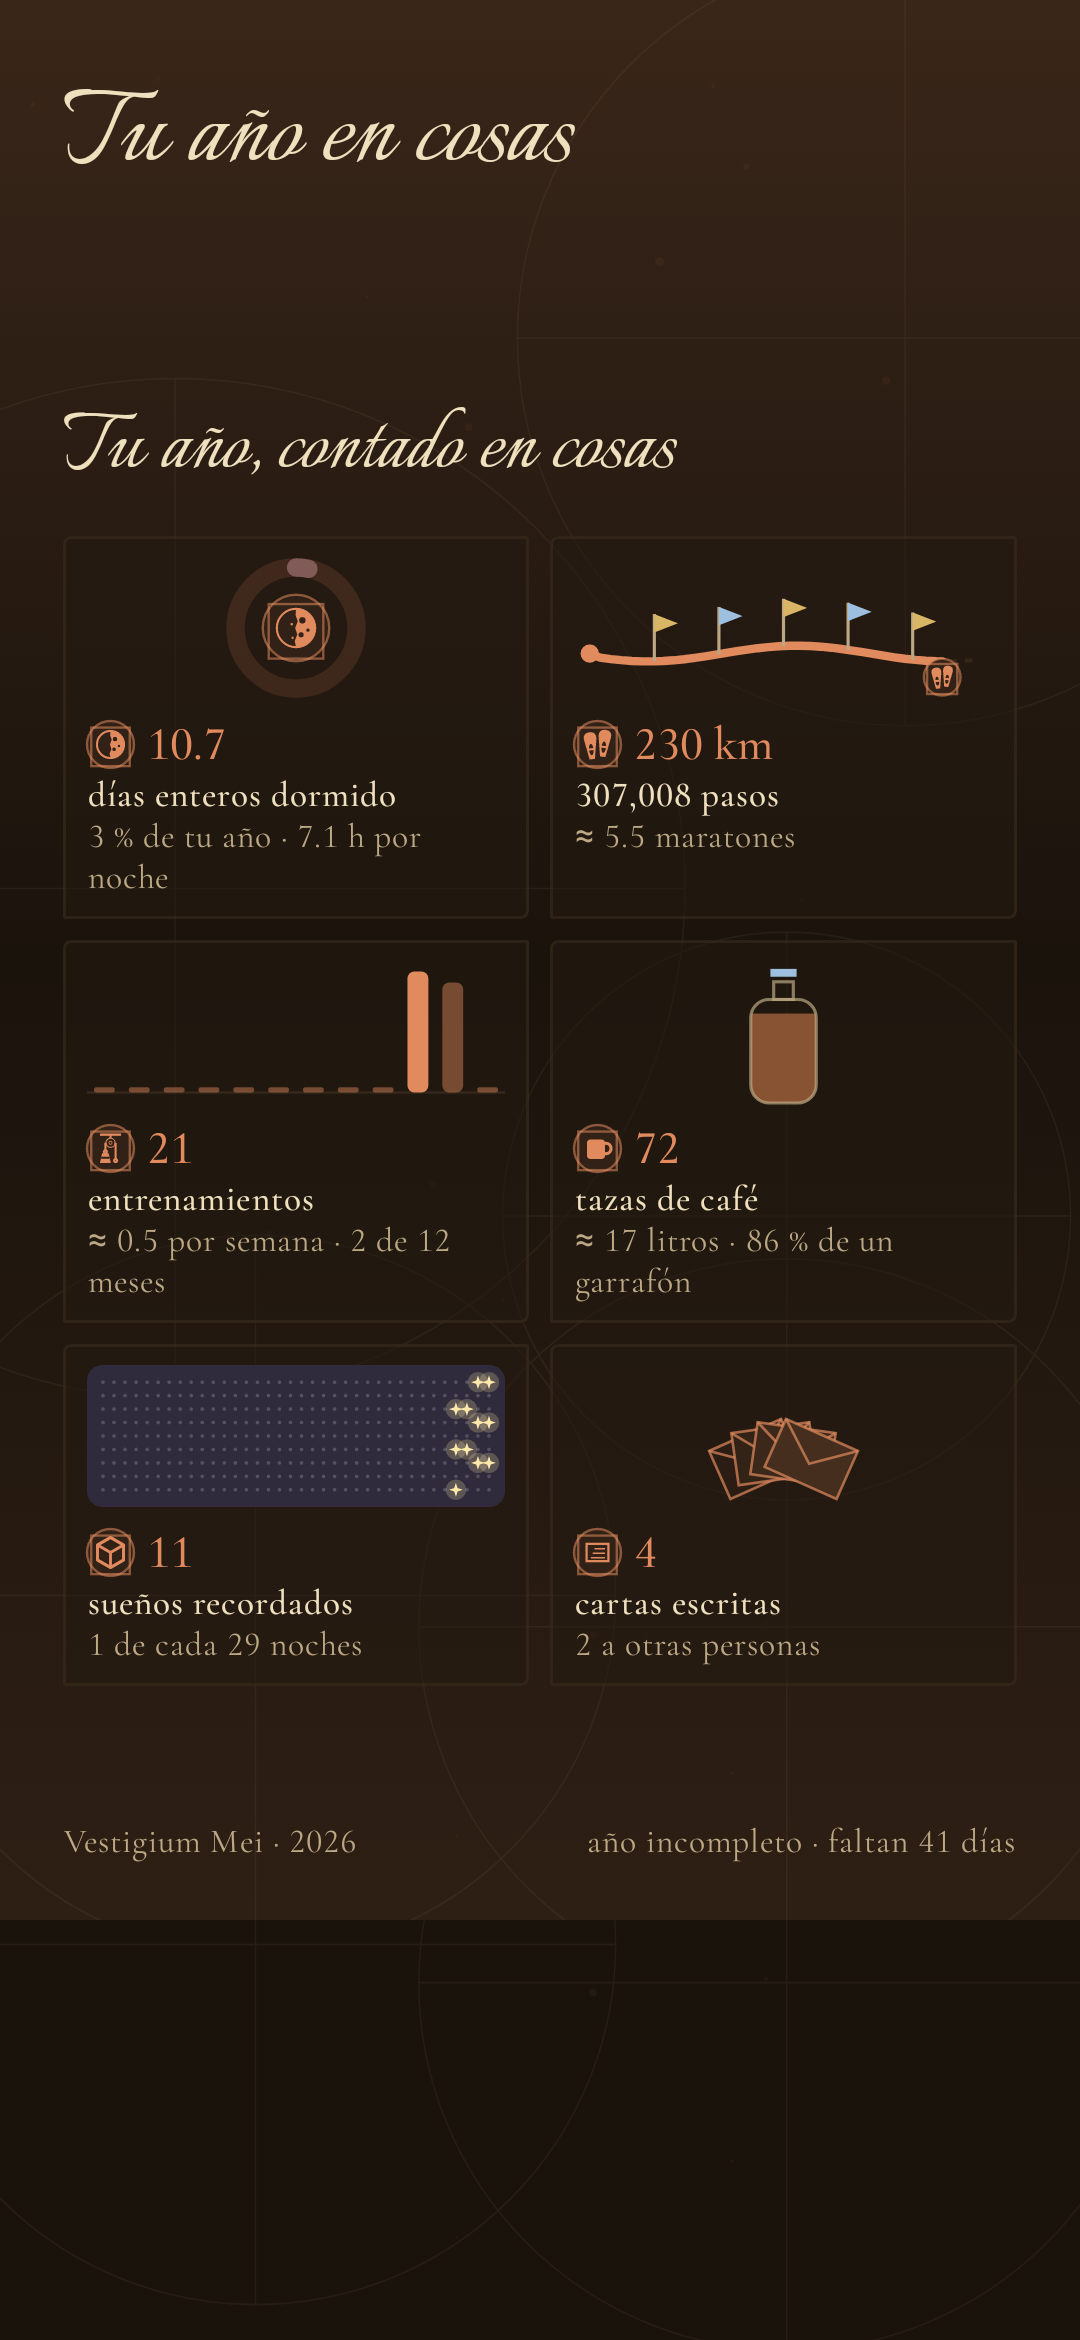 Tu año en cosas
Tu año, contado en cosas
10.7
días enteros dormido
3 % de tu año · 7.1 h por
noche
230 km
307,008 pasos
≈ 5.5 maratones
21
entrenamientos
≈ 0.5 por semana · 2 de 12
meses
72
tazas de café
≈ 17 litros · 86 % de un
garrafón
11
sueños recordados
1 de cada 29 noches
4
cartas escritas
2 a otras personas
Vestigium Mei · 2026
año incompleto · faltan 41 días